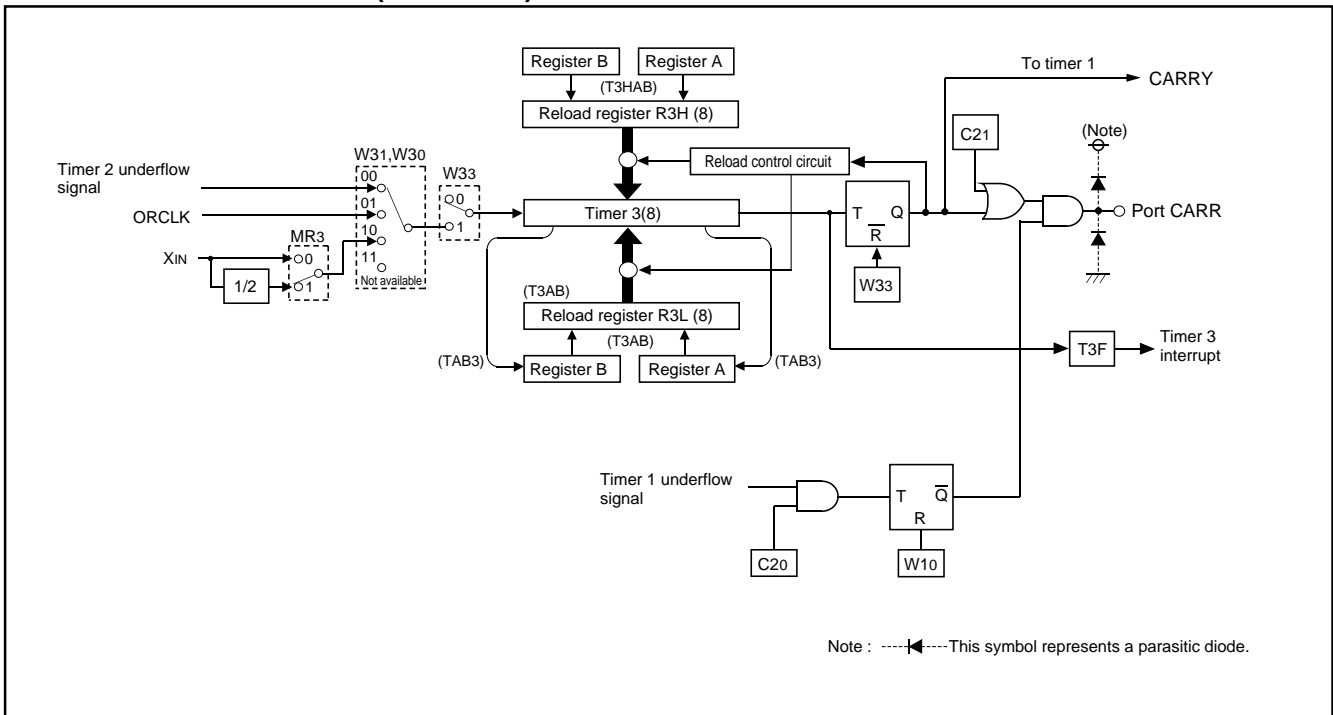 Register B
Register A
(T3HAB)
Reload register R3H (8)
To timer 1
CARRY
C21
(Note)
Reload control circuit
W31,W30
W33
Timer 2 underflow
signal
00
0
01
ORCLK
1
Timer 3(8)
T
Q
R
Port CARR
MR3
10
XIN
0
11
Not available
1/2
1
W33
(T3AB)
Reload register R3L (8)
(T3AB)
(TAB3)
Register B
Register A
(TAB3)
T3F
Timer 3
interrupt
Timer 1 underflow
signal
T
Q
R
C20
W10
Note : This symbol represents a parasitic diode.